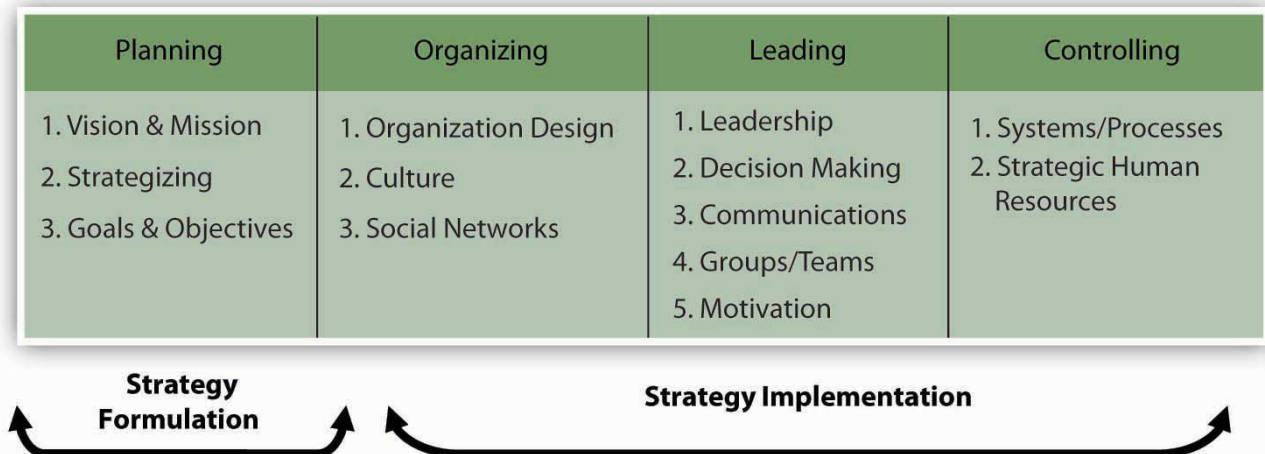 Planning
1. Vision & Mission
2. Strategizing
3. Goals & Objectives
Organizing
1. Organization Design
2. Culture
3. Social Networks
Leading
1. Leadership
2. Decision Making
3. Communications
4. Groups/Teams
5. Motivation
Controlling
1. Systems/Processes
2. Strategic Human
Resources
Strategy
Formulation
Strategy Implementation